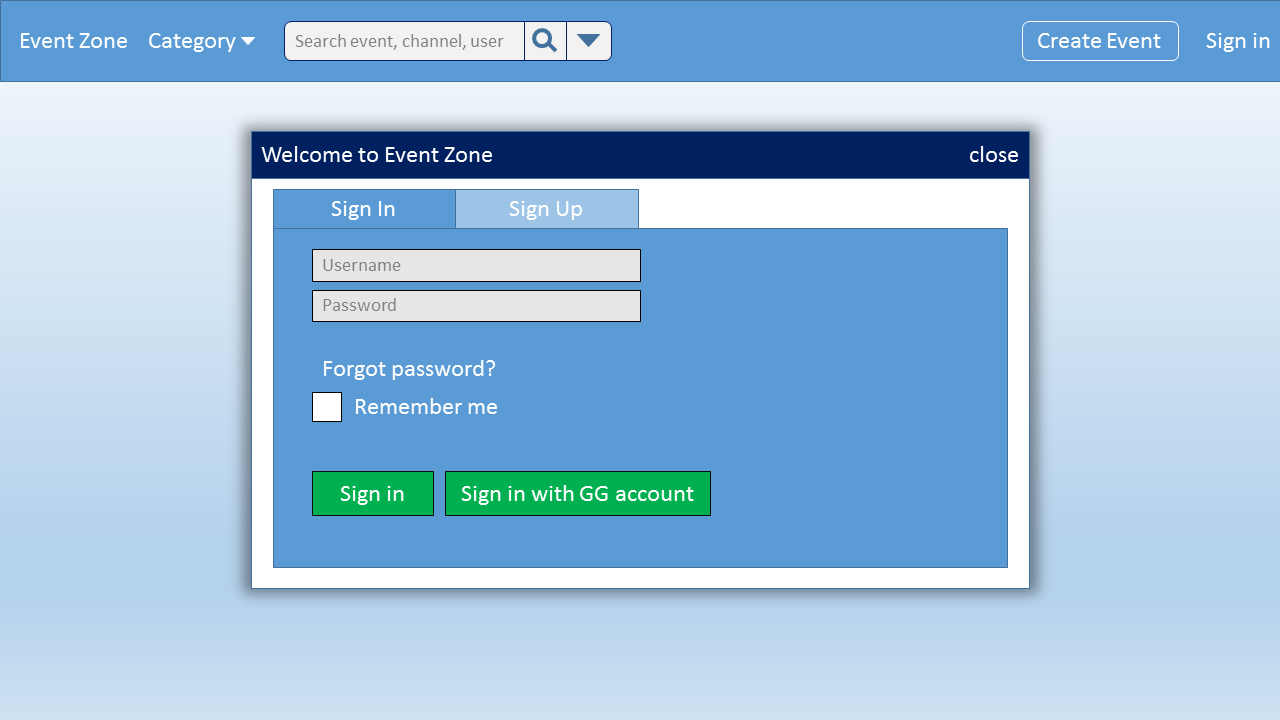 Event Zone Category Search event, channel, user Create Event Sign in
Welcome to Event Zone close
Sign In Sign Up
Username
Password
Forgot password?
Remember me
Sign in Sign in with GG account